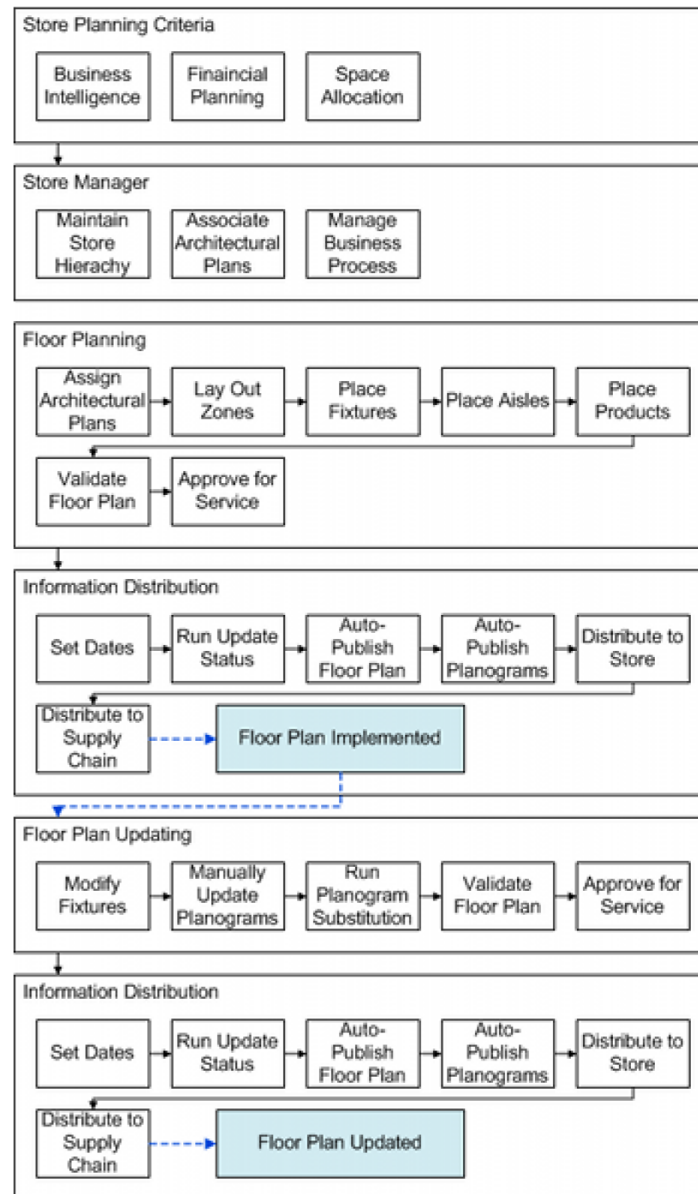 Store Planning Criteria
Business
Intelligence
Finaincial
Planning
Space
Allocation
Store Manager
Maintain
Store
Hierachy
Associate
Architectural
Plans
Manage
Business
Process
Floor Planning
Assign
Architectural
Plans
Lay Out
Zones
Place
Fixtures
Place Aisles
Place
Products
Validate
Floor Plan
Approve for
Service
Information Distribution
Set Dates
Run Update
Status
Auto-
Publish
Floor Plan
Auto-
Publish
Planograms
Distribute to
Store
Distribute to
Supply
Chain
Floor Plan Implemented
Floor Plan Updating
Modify
Fixtures
Manually
Update
Planograms
Run
Planogram
Substitution
Validate
Floor Plan
Approve for
Service
Information Distribution
Set Dates
Run Update
Status
Auto-
Publish
Floor Plan
Auto-
Publish
Planograms
Distribute to
Store
Distribute to
Supply
Chain
Floor Plan Updated